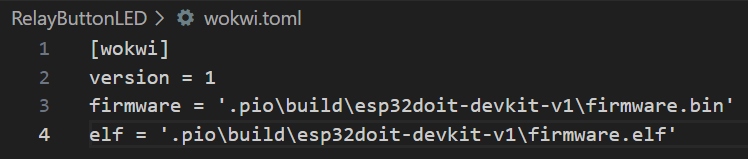 RelayButtonLED > wokwi.toml
1 [wokwi]
2 version = 1
3 firmware = '.pio\build\esp32doit-devkit-v1\firmware.bin'
4 elf = '.pio\build\esp32doit-devkit-v1\firmware.elf'